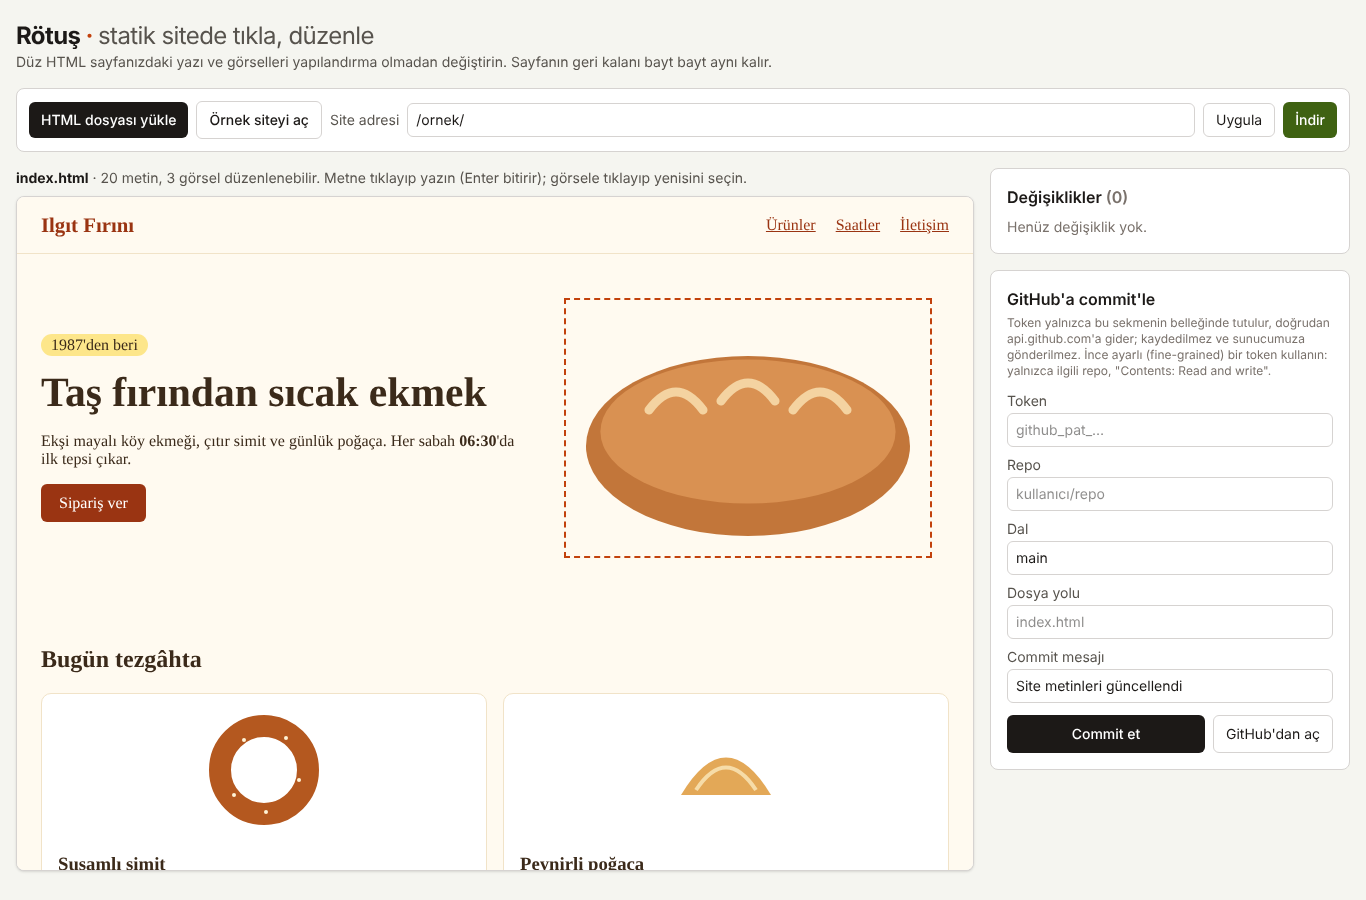 Rötuş · statik sitede tıkla, düzenle
Düz HTML sayfanızdaki yazı ve görselleri yapılandırma olmadan değiştirin. Sayfanın geri kalanı bayt bayt aynı kalır.
HTML dosyası yükle
Örnek siteyi aç
Site adresi
/ornek/
Uygula
İndir
index.html · 20 metin, 3 görsel düzenlenebilir. Metne tıklayıp yazın (Enter bitirir); görsele tıklayıp yenisini seçin.
Ilgıt Fırını
Ürünler
Saatler
İletişim
1987'den beri
Taş fırından sıcak ekmek
Ekşi mayalı köy ekmeği, çıtır simit ve günlük poğaça. Her sabah 06:30'da
ilk tepsi çıkar.
Sipariş ver
Bugün tezgâhta
Susamlı simit
Peynirli poğaça
Değişiklikler (0)
Henüz değişiklik yok.
GitHub'a commit'le
Token yalnızca bu sekmenin belleğinde tutulur, doğrudan
api.github.com'a gider; kaydedilmez ve sunucumuza
gönderilmez. İnce ayarlı (fine-grained) bir token kullanın:
yalnızca ilgili repo, "Contents: Read and write".
Token
github_pat_...
Repo
kullanıcı/repo
Dal
main
Dosya yolu
index.html
Commit mesajı
Site metinleri güncellendi
Commit et
GitHub'dan aç